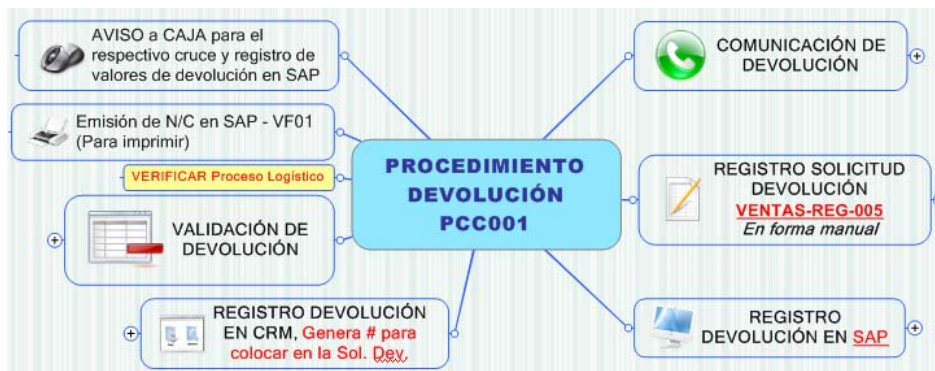 AVISO a CAJA para el
respectivo cruce y registro de
valores de devolución en SAP
Emisión de N/C en SAP - VF01
(Para imprimir)
VERIFICAR Proceso Logístico
VALIDACIÓN DE
DEVOLUCIÓN
REGISTRO DEVOLUCIÓN
EN CRM, Genera # para
colocar en la Sol. Dev.
PROCEDIMIENTO
DEVOLUCIÓN
PCC001
COMUNICACIÓN DE
DEVOLUCIÓN
REGISTRO SOLICITUD
DEVOLUCIÓN
VENTAS-REG-005
En forma manual
REGISTRO
DEVOLUCIÓN EN SAP